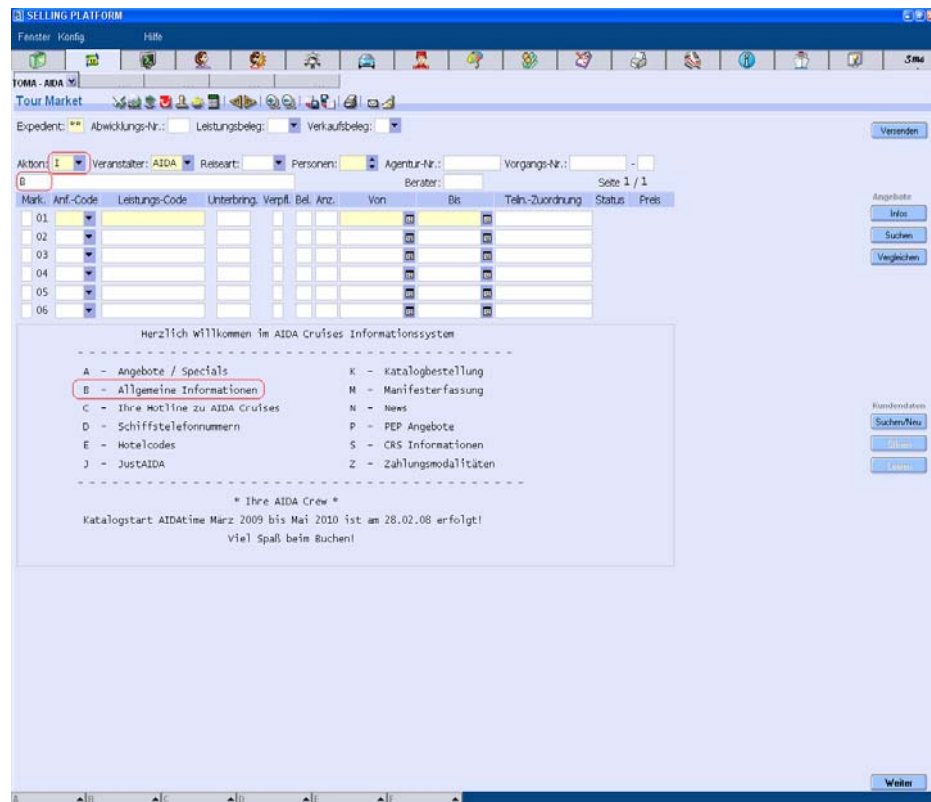 SELLING PLATFORM
Fenster Konfig. Hilfe
TOMA - AIDA
Tour Market
Expedient: ** Abwicklungs-Nr.: Leistungsbeleg: Verkaufsbeleg:
Versenden
Aktion: I Veranstalter: AIDA Reiseart: Personen: Agentur-Nr.: Vorgangs-Nr.: -
B Berater: Seite 1 / 1
Mark. Anf.-Code Leistungs-Code Unterbring. Verpfl. Bel. Anz. Von Bis Teiln.-Zuordnung Status Preis
Angebote
01
Infos
02
Suchen
03
Vergleichen
04
05
06
Herzlich Willkommen im AIDA Cruises Informationssystem
- - - - - - - - - - - - - - - - - - - - - - - - - - - - - - - - -
A - Angebote / Specials K - Katalogbestellung
B - Allgemeine Informationen M - Manifesterfassung
C - Ihre Hotline zu AIDA Cruises N - News
Kundendaten
D - Schiffstelefonnummern P - PEP Angebote
Suchen/Neu
E - Hotelcodes S - CRS Informationen
J - JustAIDA Z - Zahlungsmodalitäten
- - - - - - - - - - - - - - - - - - - - - - - - - - - - - - - - -
* Ihre AIDA Crew *
Katalogstart AIDAtime März 2009 bis Mai 2010 ist am 28.02.08 erfolgt!
Viel Spaß beim Buchen!
Weiter
A B C D E F